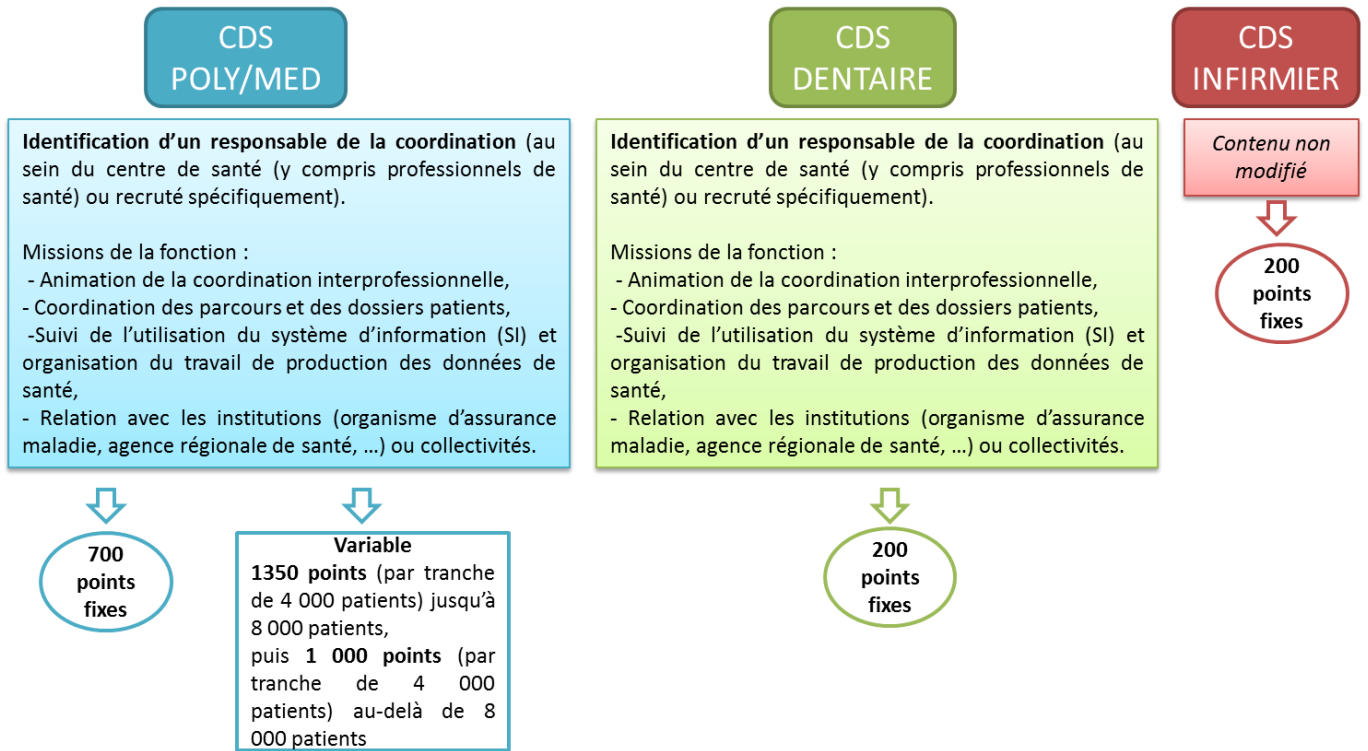 CDS
POLY/MED
Identification d’un responsable de la coordination (au
sein du centre de santé (y compris professionnels de
santé) ou recruté spécifiquement).
Missions de la fonction :
- Animation de la coordination interprofessionnelle,
- Coordination des parcours et des dossiers patients,
-Suivi de l’utilisation du système d’information (SI) et
organisation du travail de production des données de
santé,
- Relation avec les institutions (organisme d’assurance
maladie, agence régionale de santé, …) ou collectivités.
700
points
fixes
Variable
1350 points (par tranche
de 4 000 patients) jusqu’à
8 000 patients,
puis 1 000 points (par
tranche de 4 000
patients) au-delà de 8
000 patients
CDS
DENTAIRE
Identification d’un responsable de la coordination (au
sein du centre de santé (y compris professionnels de
santé) ou recruté spécifiquement).
Missions de la fonction :
- Animation de la coordination interprofessionnelle,
- Coordination des parcours et des dossiers patients,
-Suivi de l’utilisation du système d’information (SI) et
organisation du travail de production des données de
santé,
- Relation avec les institutions (organisme d’assurance
maladie, agence régionale de santé, …) ou collectivités.
200
points
fixes
CDS
INFIRMIER
Contenu non
modifié
200
points
fixes